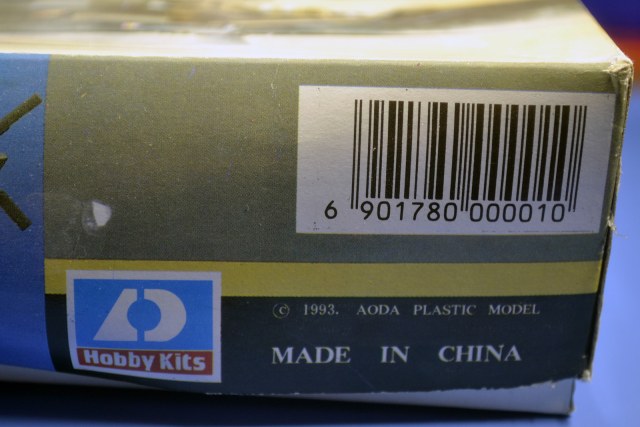 6 901780 000010
© 1993. AODA PLASTIC MODEL
Hobby Kits
MADE IN CHINA